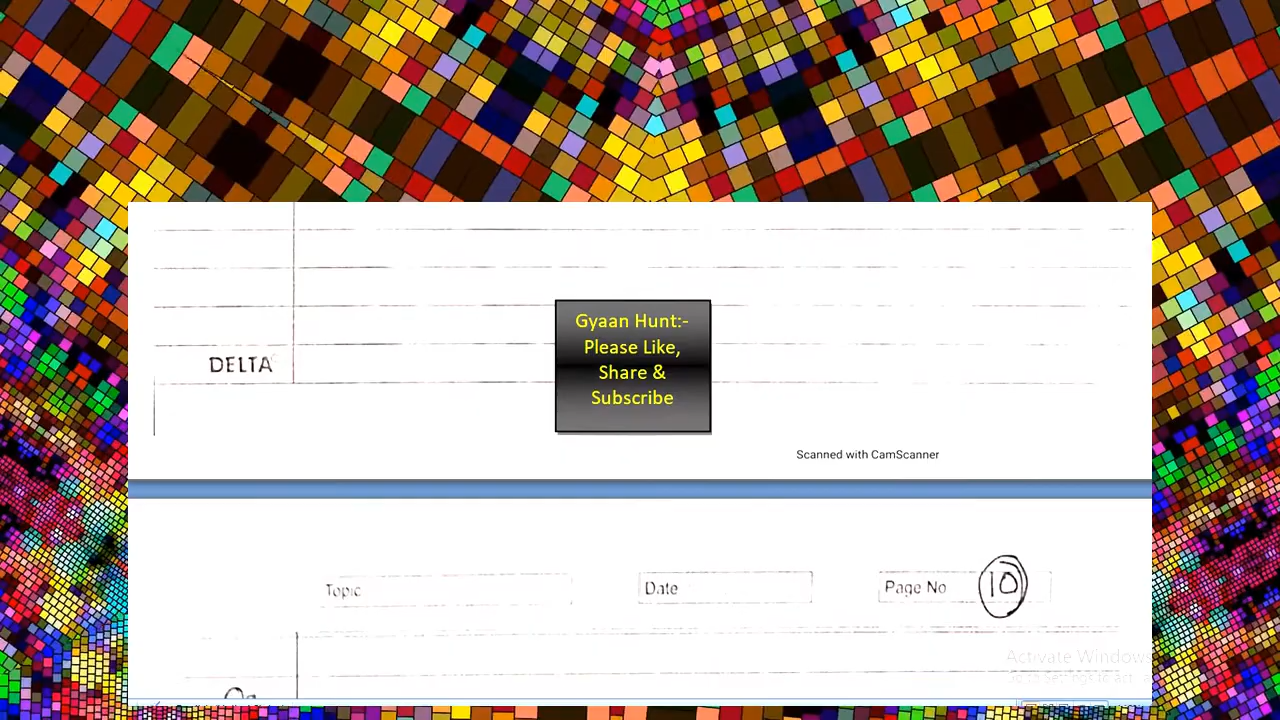 Gyaan Hunt:-
Please Like,
Share &
Subscribe
DELTA
Scanned with CamScanner
Topic
Date
Page No 10
Activate Windows